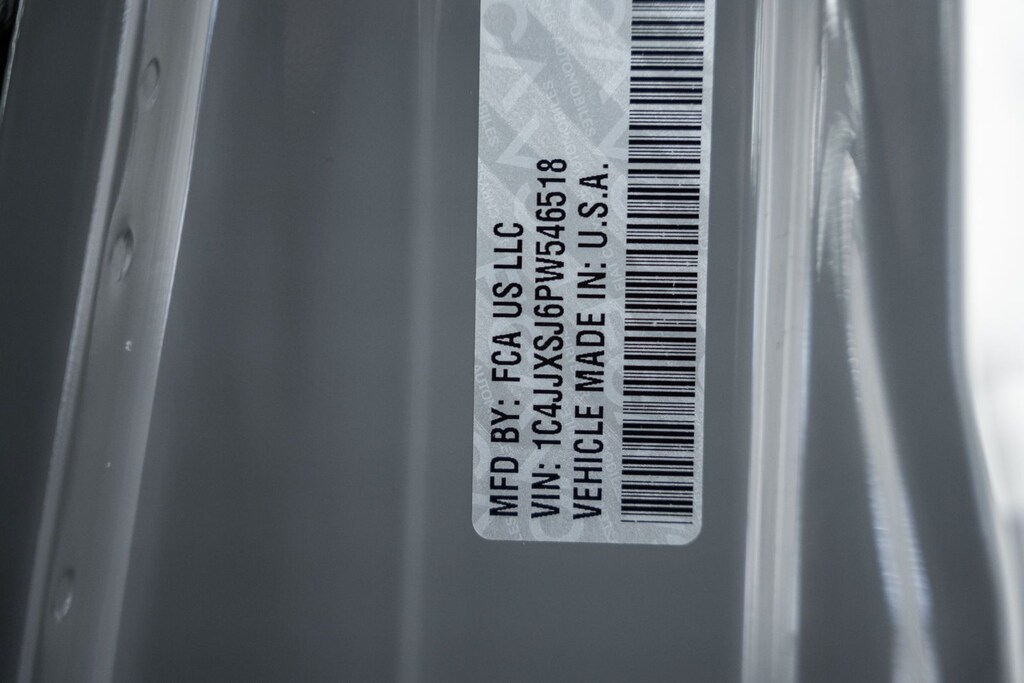 MFD BY: FCA US LLC
VIN: 1C4JJXSJ6PW546518
VEHICLE MADE IN: U.S.A.